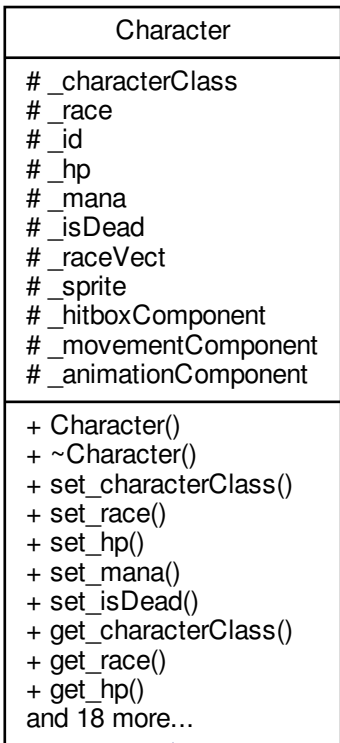 Character
# _characterClass
# _race
# _id
# _hp
# _mana
# _isDead
# _raceVect
# _sprite
# _hitboxComponent
# _movementComponent
# _animationComponent
+ Character()
+ ~Character()
+ set_characterClass()
+ set_race()
+ set_hp()
+ set_mana()
+ set_isDead()
+ get_characterClass()
+ get_race()
+ get_hp()
and 18 more...